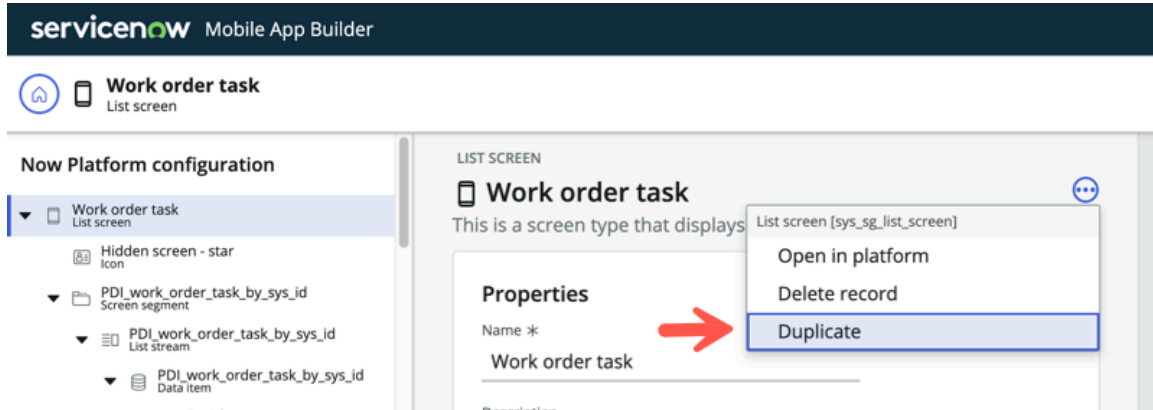 servicenow Mobile App Builder
Work order task
List screen
Now Platform configuration
Work order task
List screen
Hidden screen - star
Icon
PDI_work_order_task_by_sys_id
Screen segment
PDI_work_order_task_by_sys_id
List stream
PDI_work_order_task_by_sys_id
Data item
LIST SCREEN
Work order task
This is a screen type that displays
List screen [sys_sg_list_screen]
Open in platform
Delete record
Duplicate
Properties
Name *
Work order task
Description